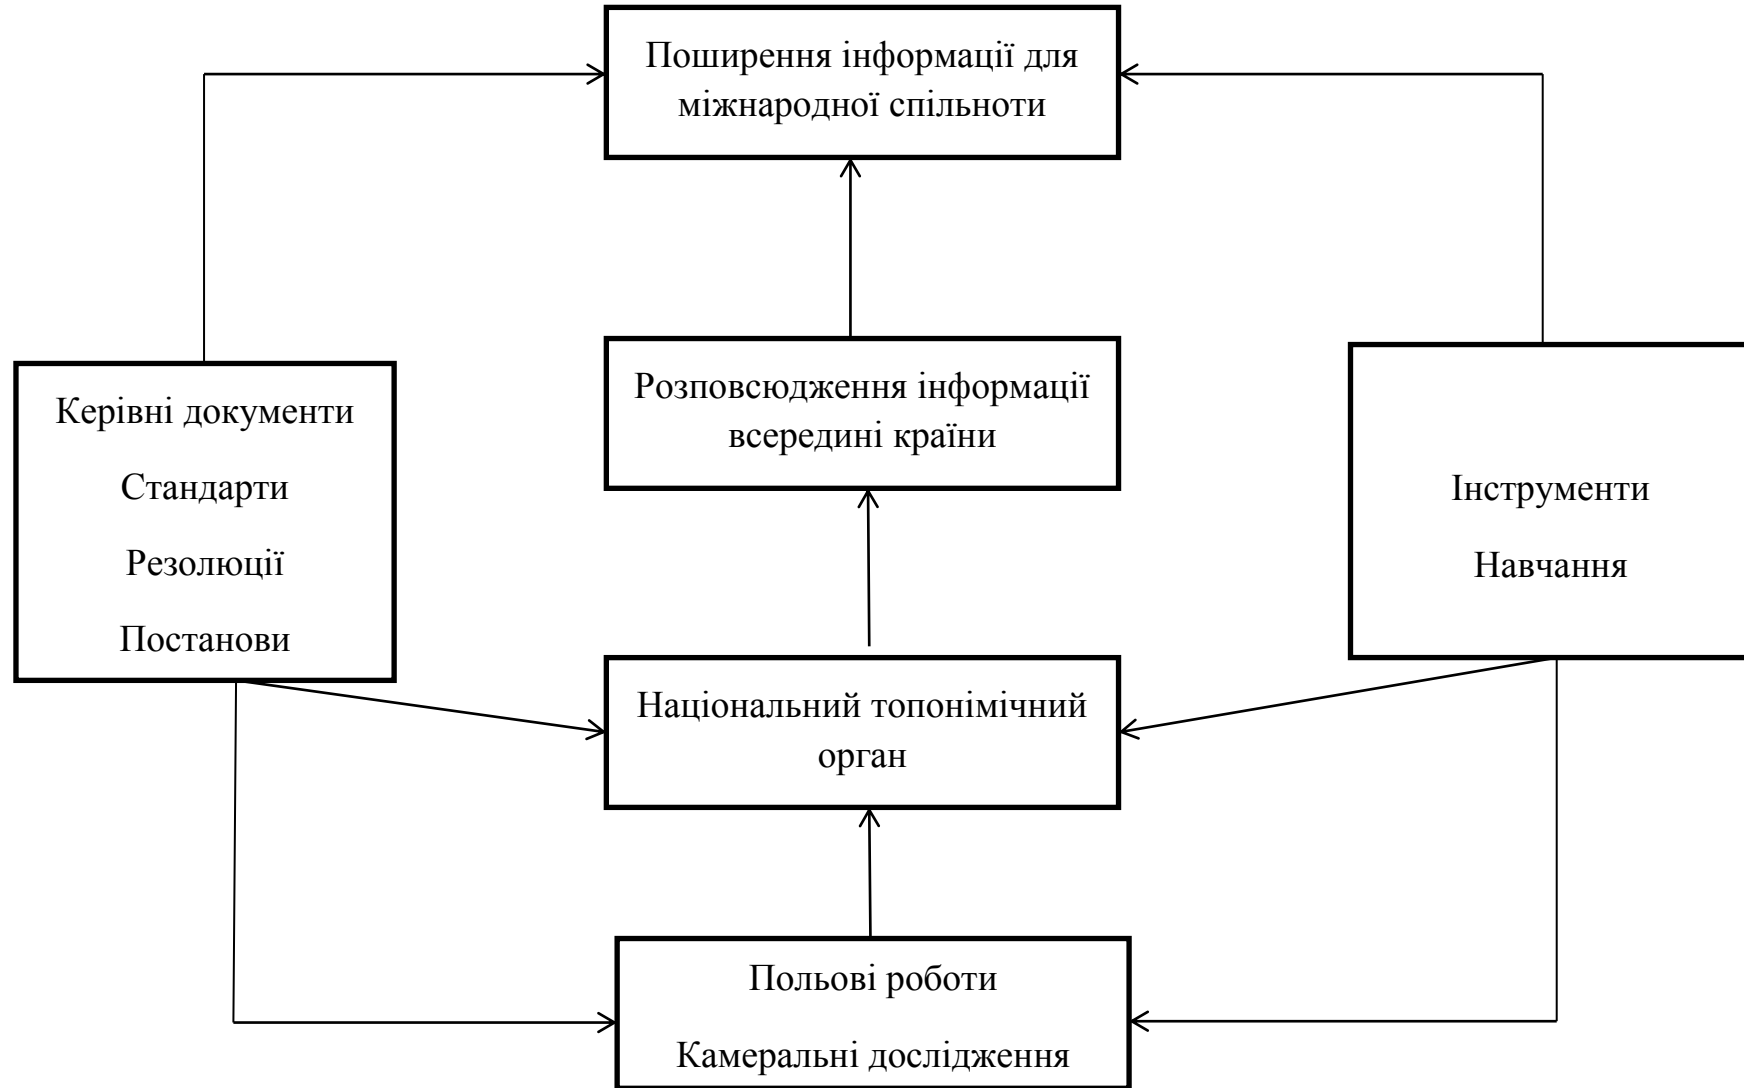 Поширення інформації для
міжнародної спільноти
Керівні документи
Стандарти
Резолюції
Постанови
Розповсюдження інформації
всередині країни
Інструменти
Навчання
Національний топонімічний
орган
Польові роботи
Камеральні дослідження